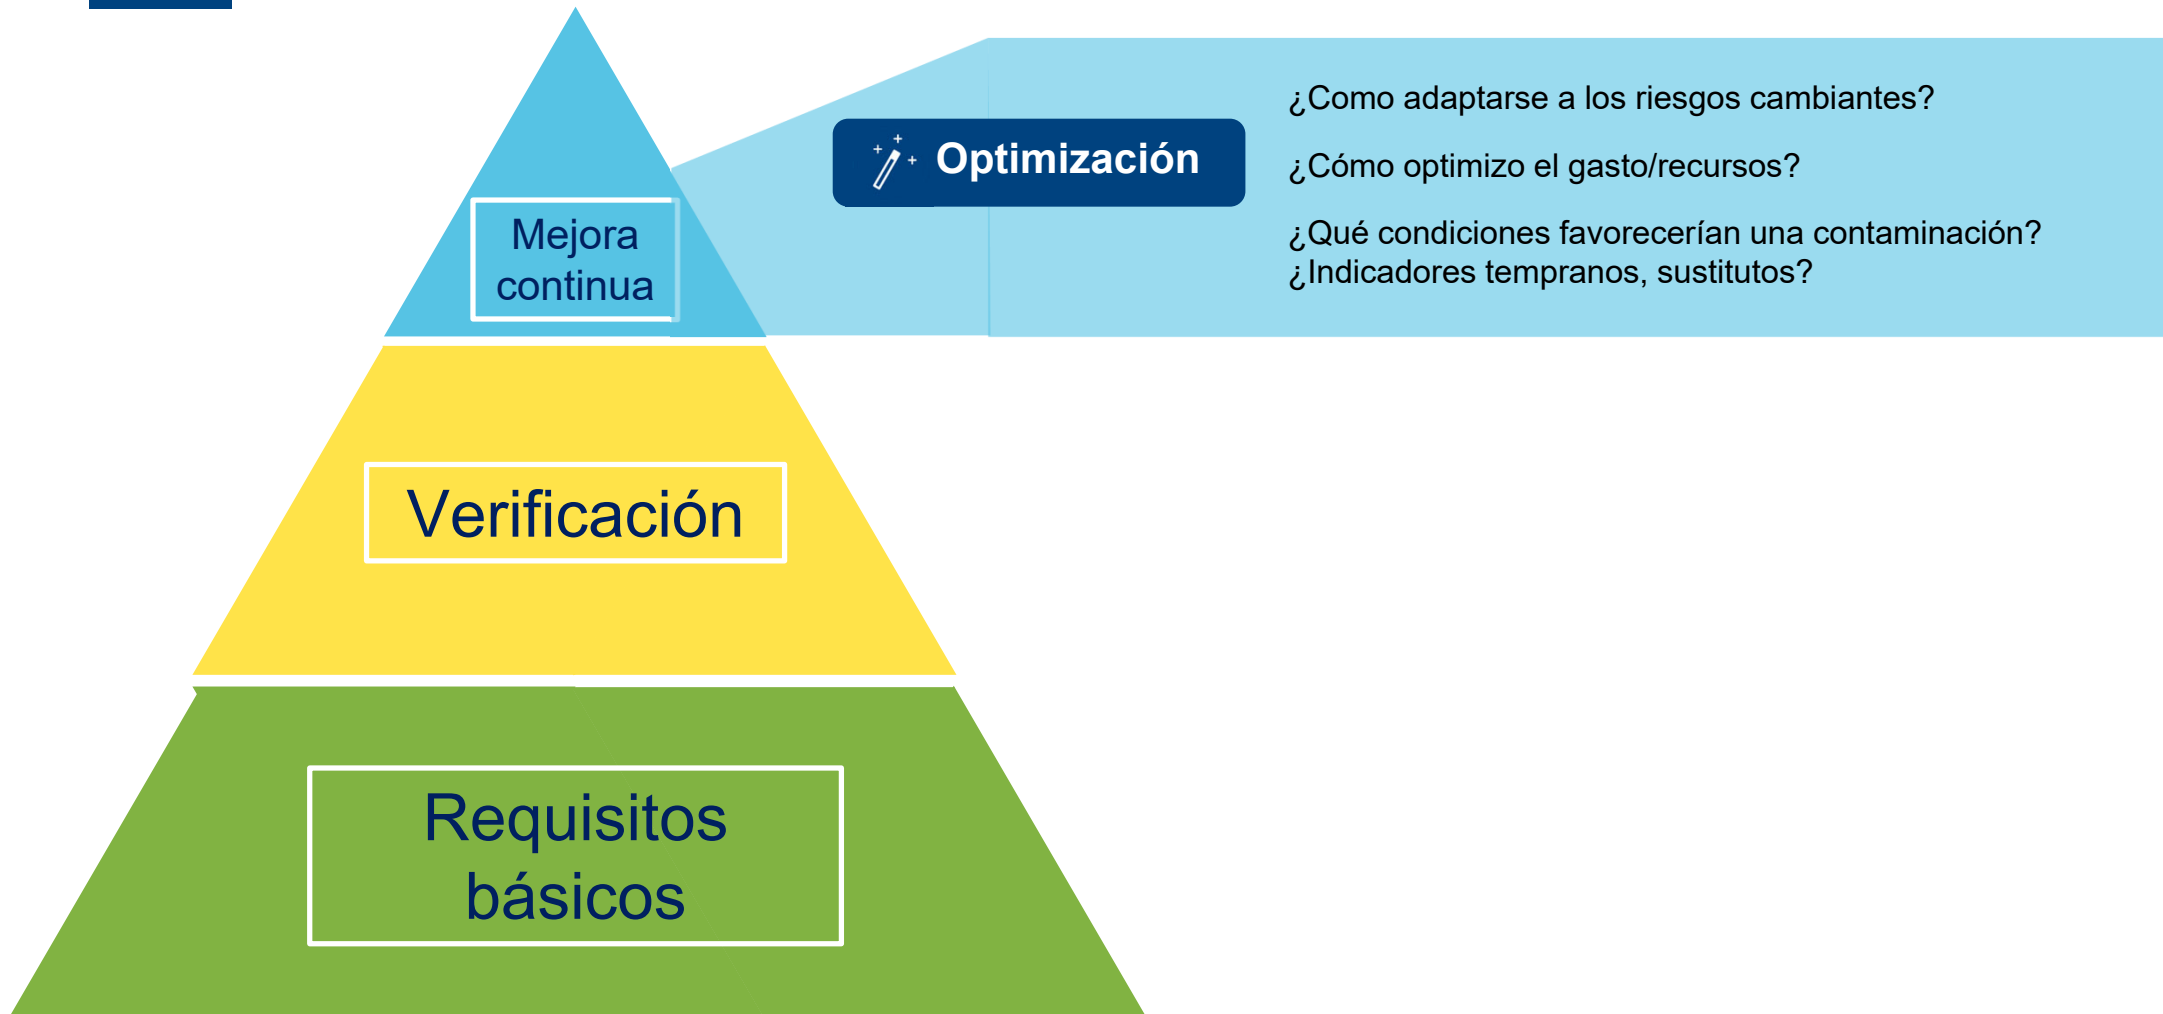 Mejora
continua
Optimización
¿Como adaptarse a los riesgos cambiantes?
¿Cómo optimizo el gasto/recursos?
¿Qué condiciones favorecerían una contaminación?
¿Indicadores tempranos, sustitutos?
Verificación
Requisitos
básicos